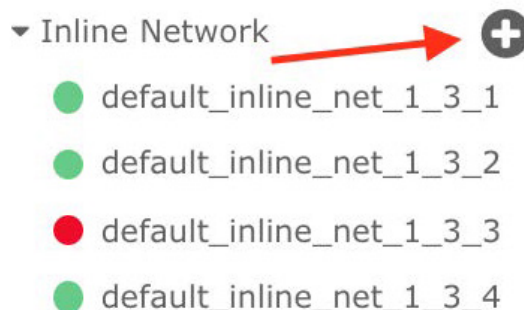 Inline Network
default_inline_net_1_3_1
default_inline_net_1_3_2
default_inline_net_1_3_3
default_inline_net_1_3_4